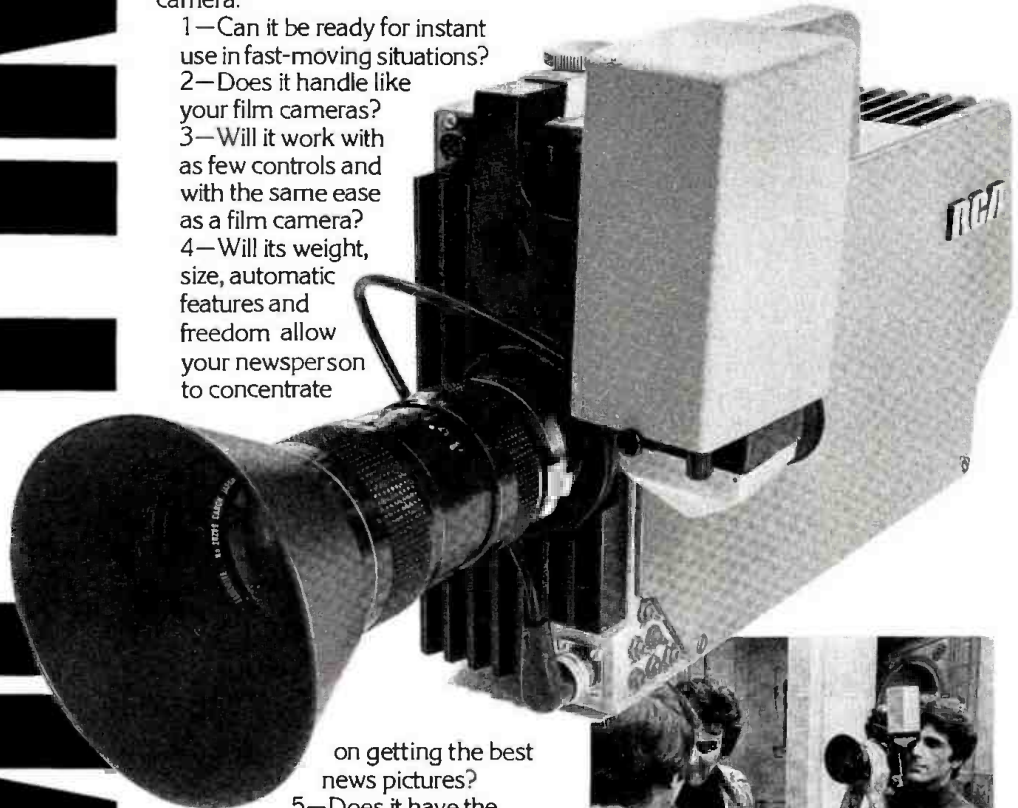 camera:
1—Can it be ready for instant
use in fast-moving situations?
2—Does it handle like
your film cameras?
3—Will it work with
as few controls and
with the same ease
as a film camera?
4—Will its weight,
size, automatic
features and
freedom allow
your newsperson
to concentrate
on getting the best
news pictures?
5—Does it have the
RCA
CANON JAPAN